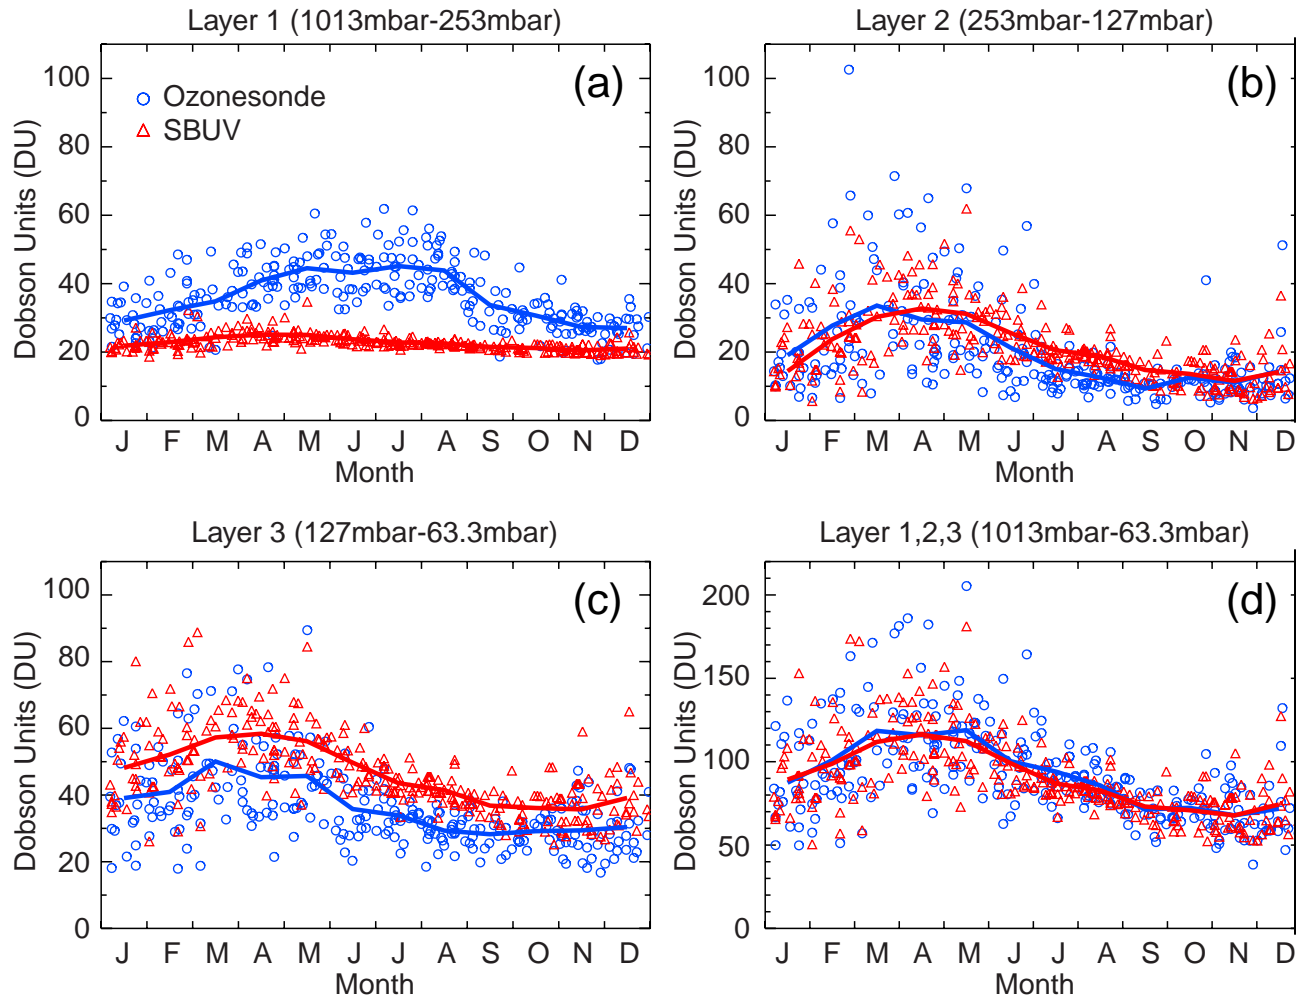 Layer 1 (1013mbar-253mbar)
Dobson Units (DU)
100
80
60
40
20
0
(a)
Ozonesonde
SBUV
J F M A M J J A S O N D
Month
Layer 2 (253mbar-127mbar)
Dobson Units (DU)
100
80
60
40
20
0
(b)
J F M A M J J A S O N D
Month
Layer 3 (127mbar-63.3mbar)
Dobson Units (DU)
100
80
60
40
20
0
(c)
J F M A M J J A S O N D
Month
Layer 1,2,3 (1013mbar-63.3mbar)
Dobson Units (DU)
200
150
100
50
0
(d)
J F M A M J J A S O N D
Month